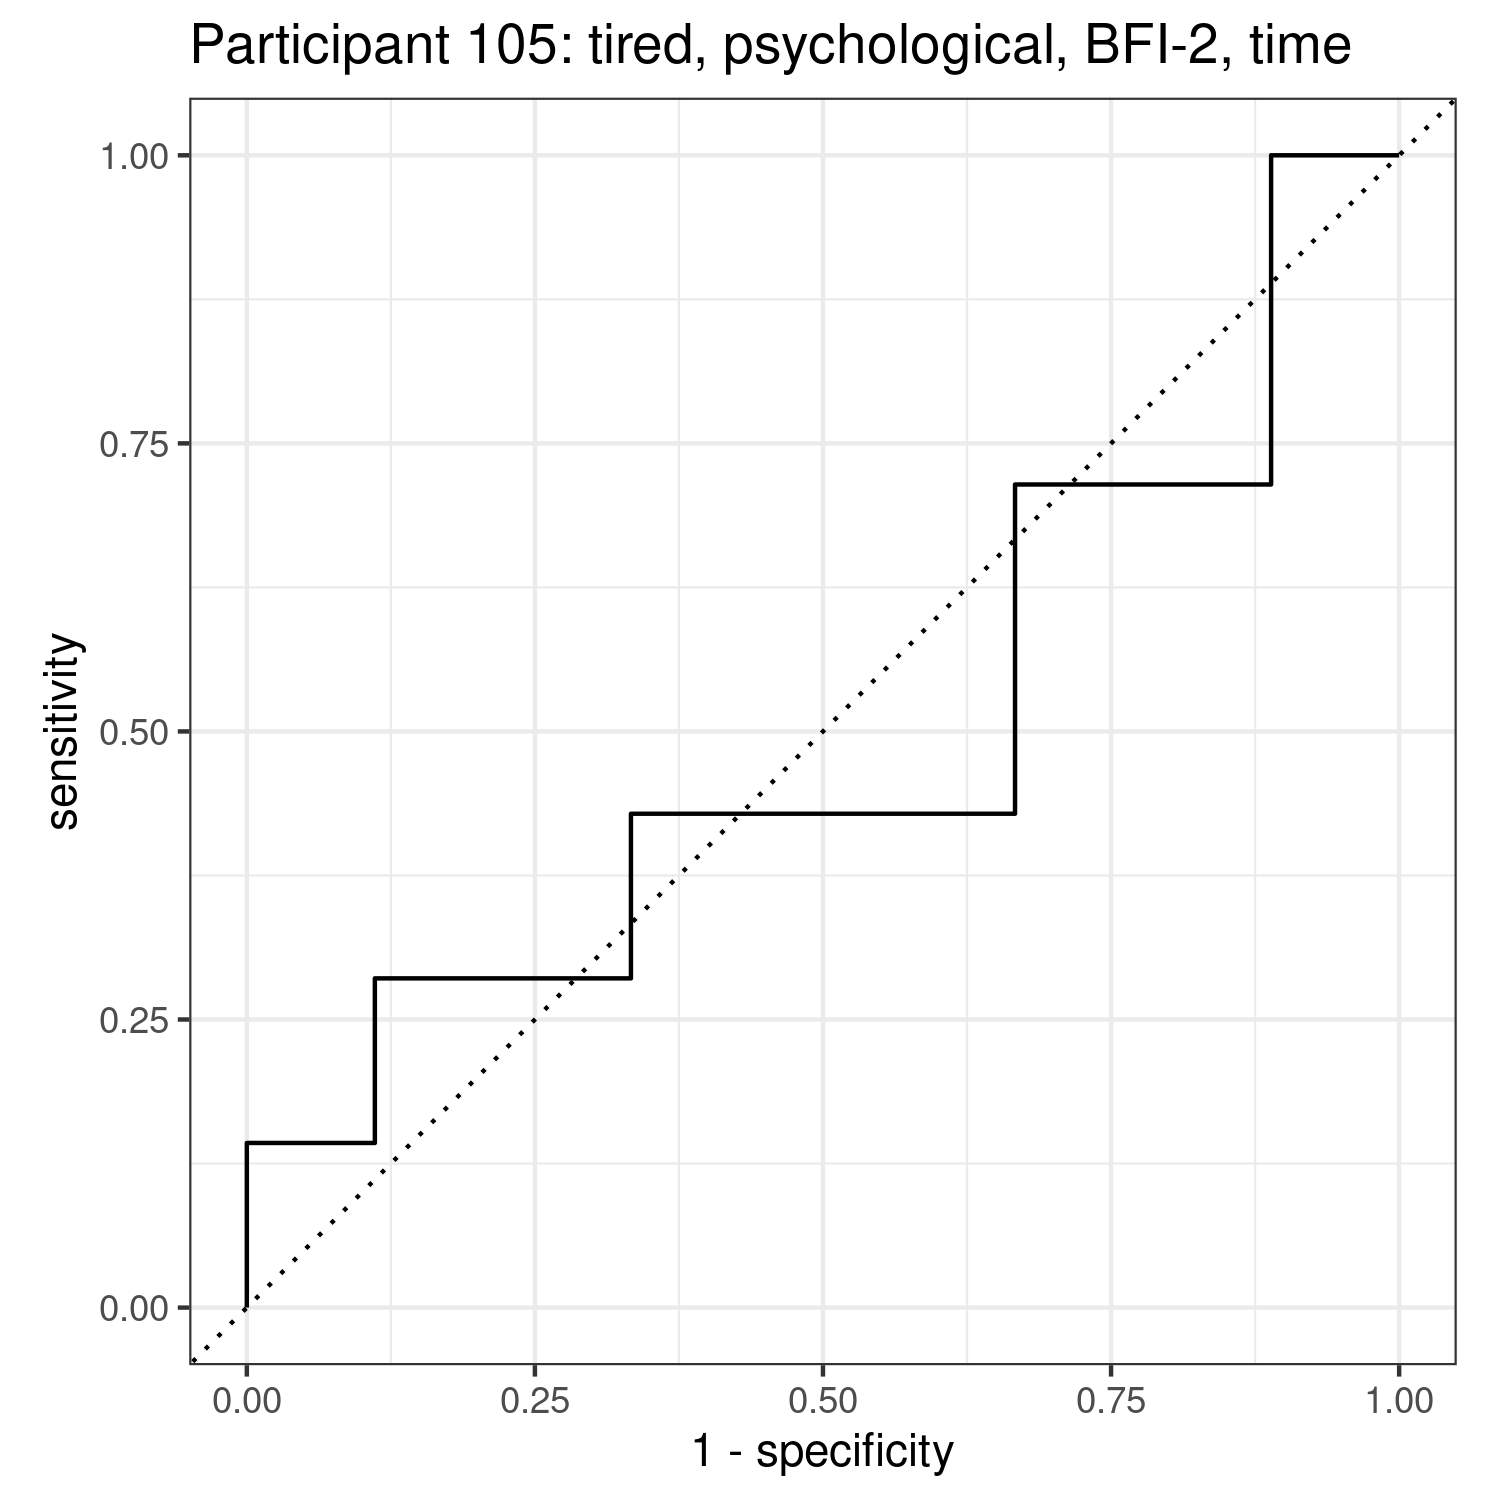 Participant 105: tired, psychological, BFI-2, time
1.00
0.75
0.50
0.25
0.00
sensitivity
0.00 0.25 0.50 0.75 1.00
1 - specificity